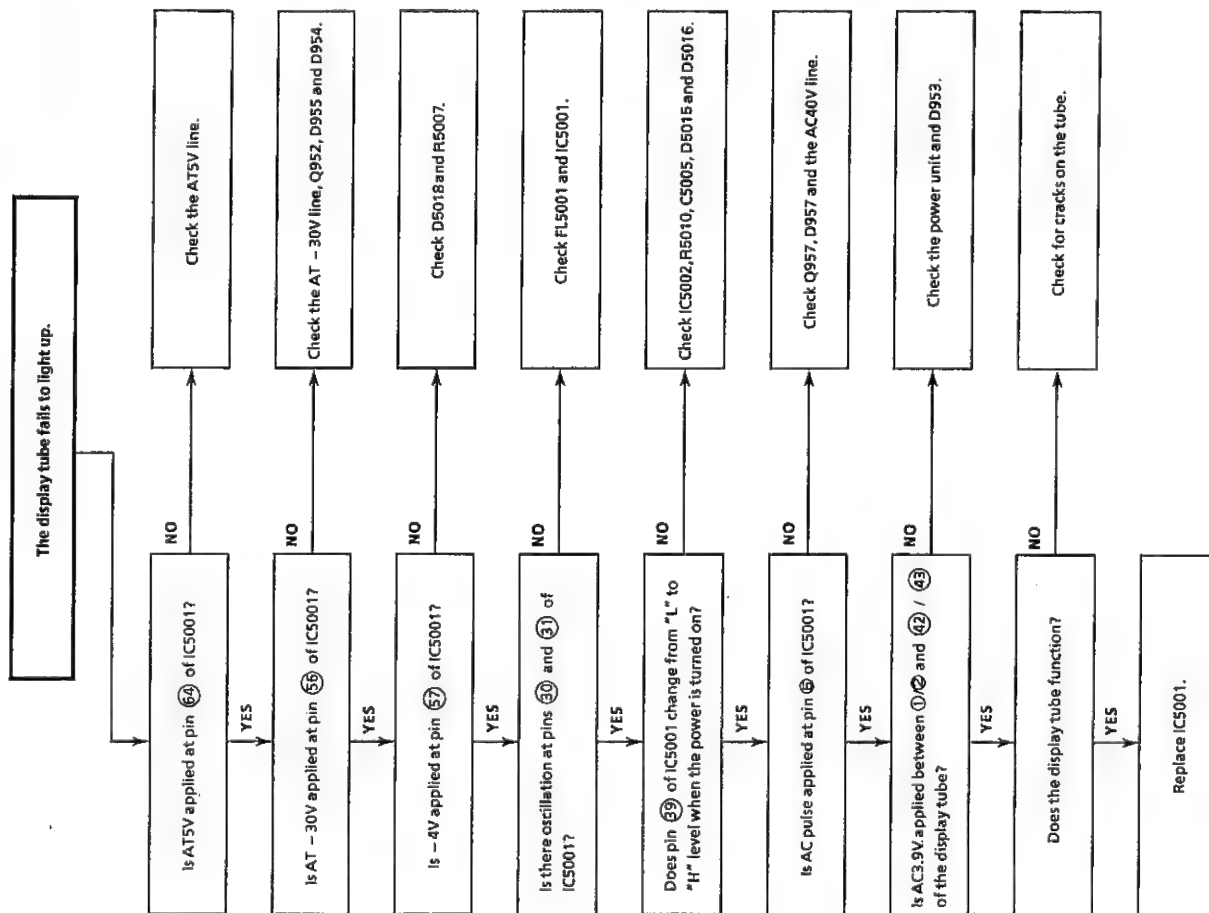 The display tube fails to light up.
Is AT5V applied at pin 64 of IC5001?
NO
Check the AT5V line.
YES
Is AT – 30V applied at pin 56 of IC5001?
NO
Check the AT – 30V line, Q952, D955 and D954.
YES
Is – 4V applied at pin 57 of IC5001?
NO
Check D5018 and R5007.
YES
Is there oscillation at pins 30 and 31 of
IC5001?
NO
Check FL5001 and IC5001.
YES
Does pin 39 of IC5001 change from "L" to
"H" level when the power is turned on?
NO
Check IC5002, R5010, C5005, D5015 and D5016.
YES
Is AC pulse applied at pin 6 of IC5001?
NO
Check Q957, D957 and the AC40V line.
YES
Is AC3.9V applied between 1/2 and 42 / 43
of the display tube?
NO
Check the power unit and D953.
YES
Does the display tube function?
NO
Check for cracks on the tube.
YES
Replace IC5001.